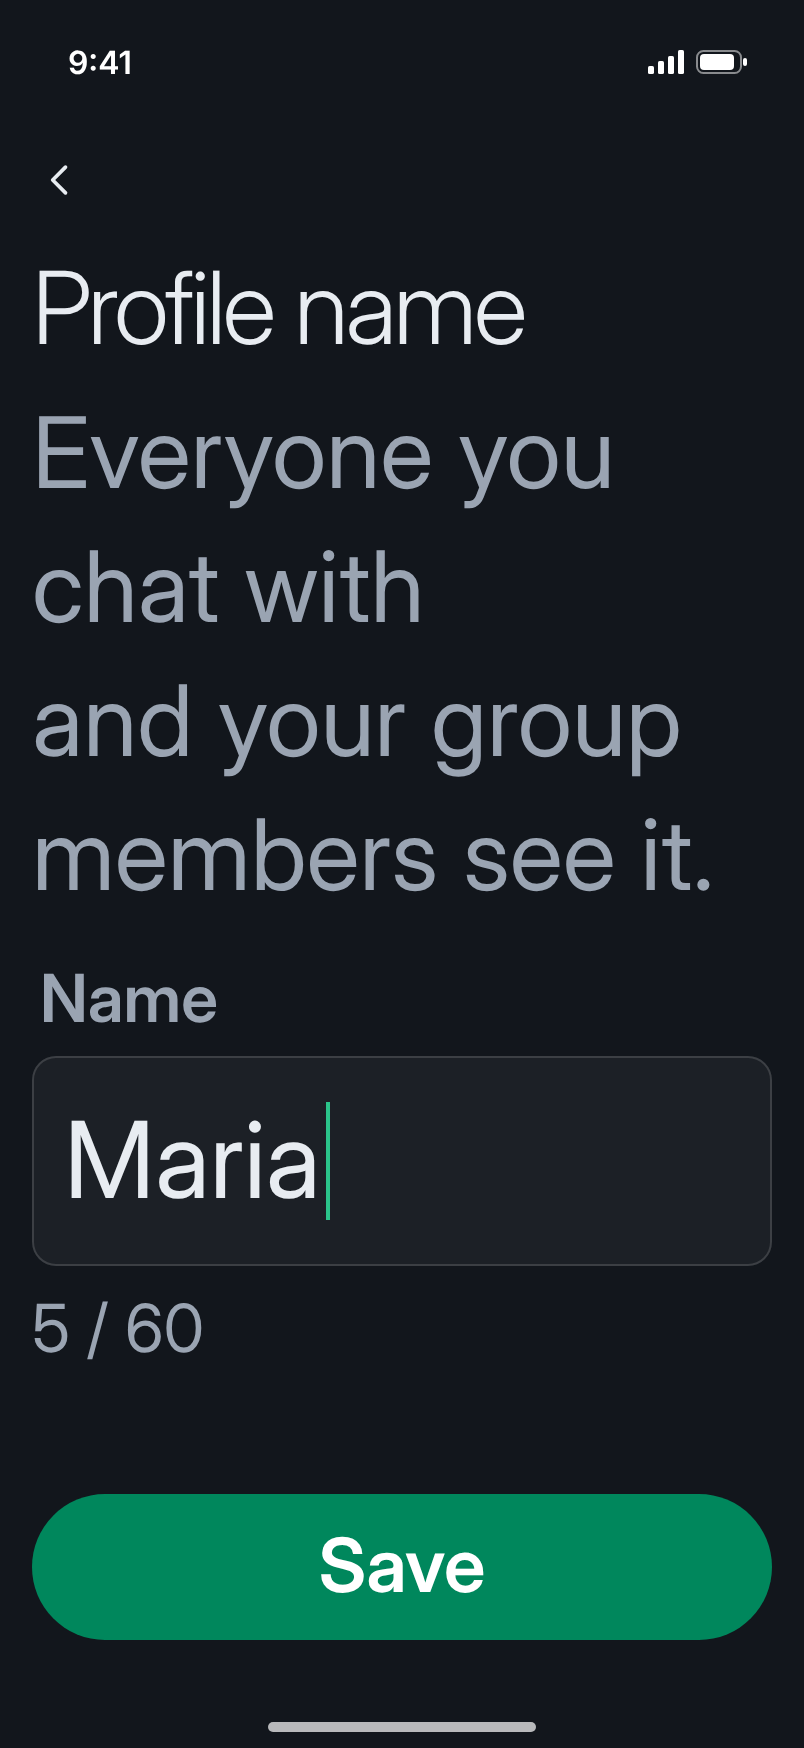 9:41
Profile name
Everyone you
chat with
and your group
members see it.
Name
Maria
5 / 60
Save